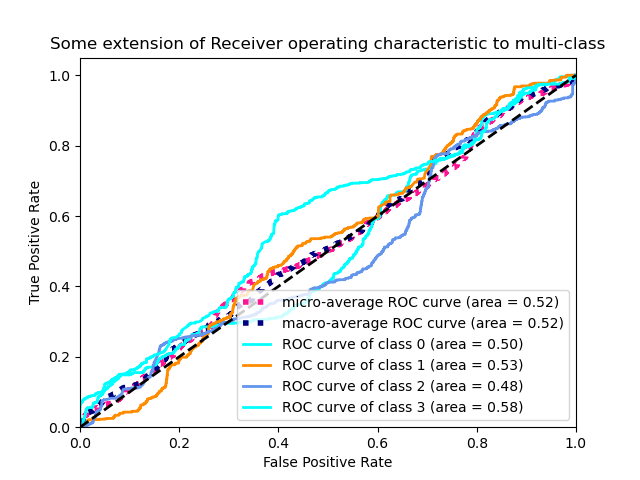 Some extension of Receiver operating characteristic to multi-class
True Positive Rate
1.0
0.8
0.6
0.4
0.2
0.0
micro-average ROC curve (area = 0.52)
macro-average ROC curve (area = 0.52)
ROC curve of class 0 (area = 0.50)
ROC curve of class 1 (area = 0.53)
ROC curve of class 2 (area = 0.48)
ROC curve of class 3 (area = 0.58)
0.0 0.2 0.4 0.6 0.8 1.0
False Positive Rate